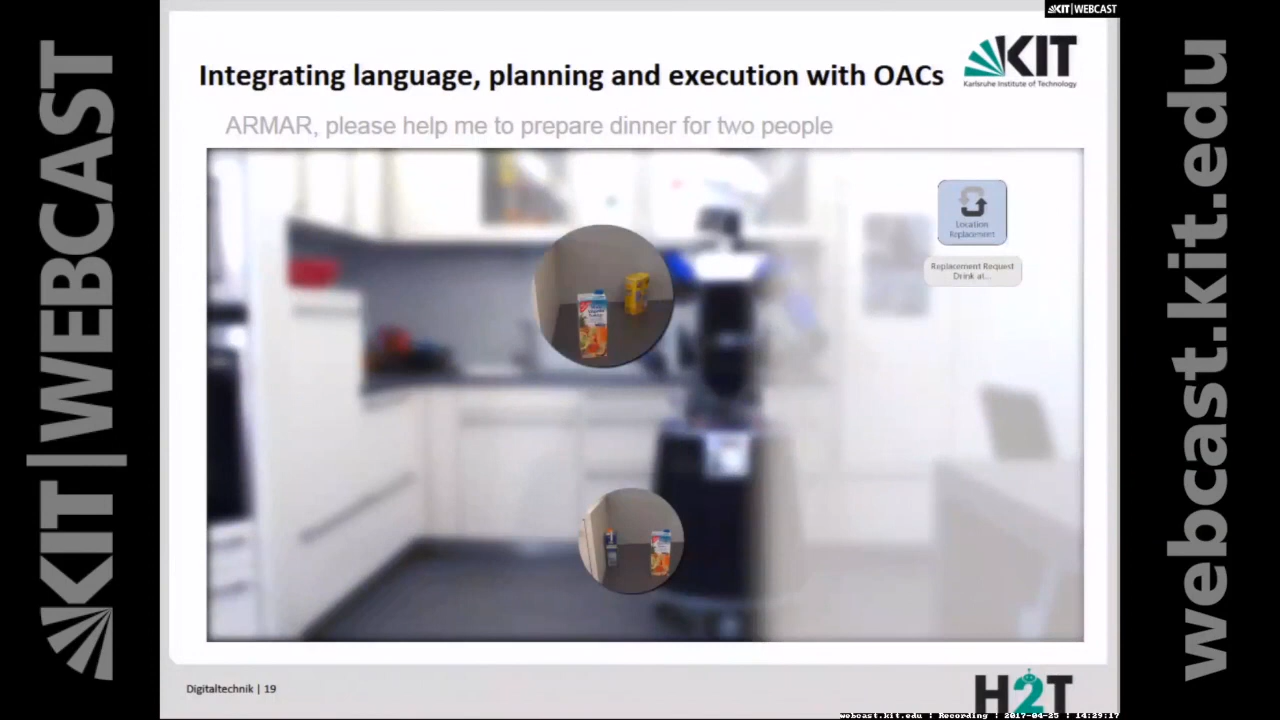 KIT|WEBCAST
KIT|WEBCAST
webcast.kit.edu
Integrating language, planning and execution with OACs
KIT
Karlsruhe Institute of Technology
ARMAR, please help me to prepare dinner for two people
Location
Replacement
Replacement Request
Drink at...
Digitaltechnik | 19
H2T
webcast.kit.edu : Recording : 2017-04-25 : 14:29:17